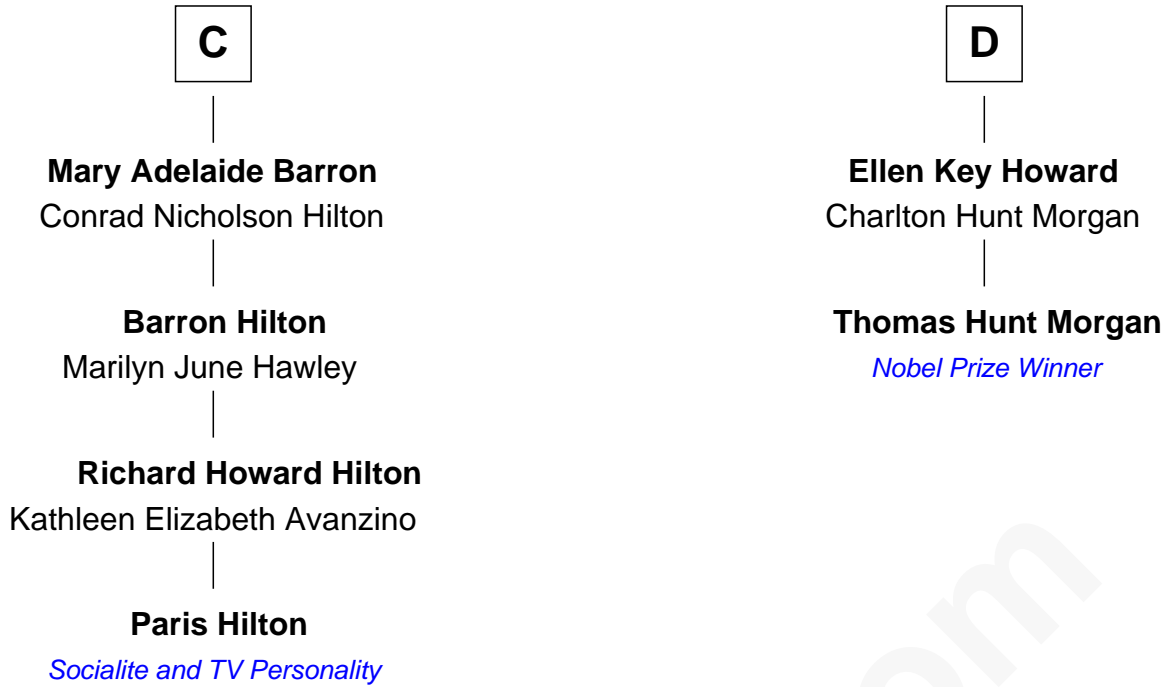 C
Mary Adelaide Barron
Conrad Nicholson Hilton
Barron Hilton
Marilyn June Hawley
Richard Howard Hilton
Kathleen Elizabeth Avanzino
Paris Hilton
Socialite and TV Personality
D
Ellen Key Howard
Charlton Hunt Morgan
Thomas Hunt Morgan
Nobel Prize Winner
om